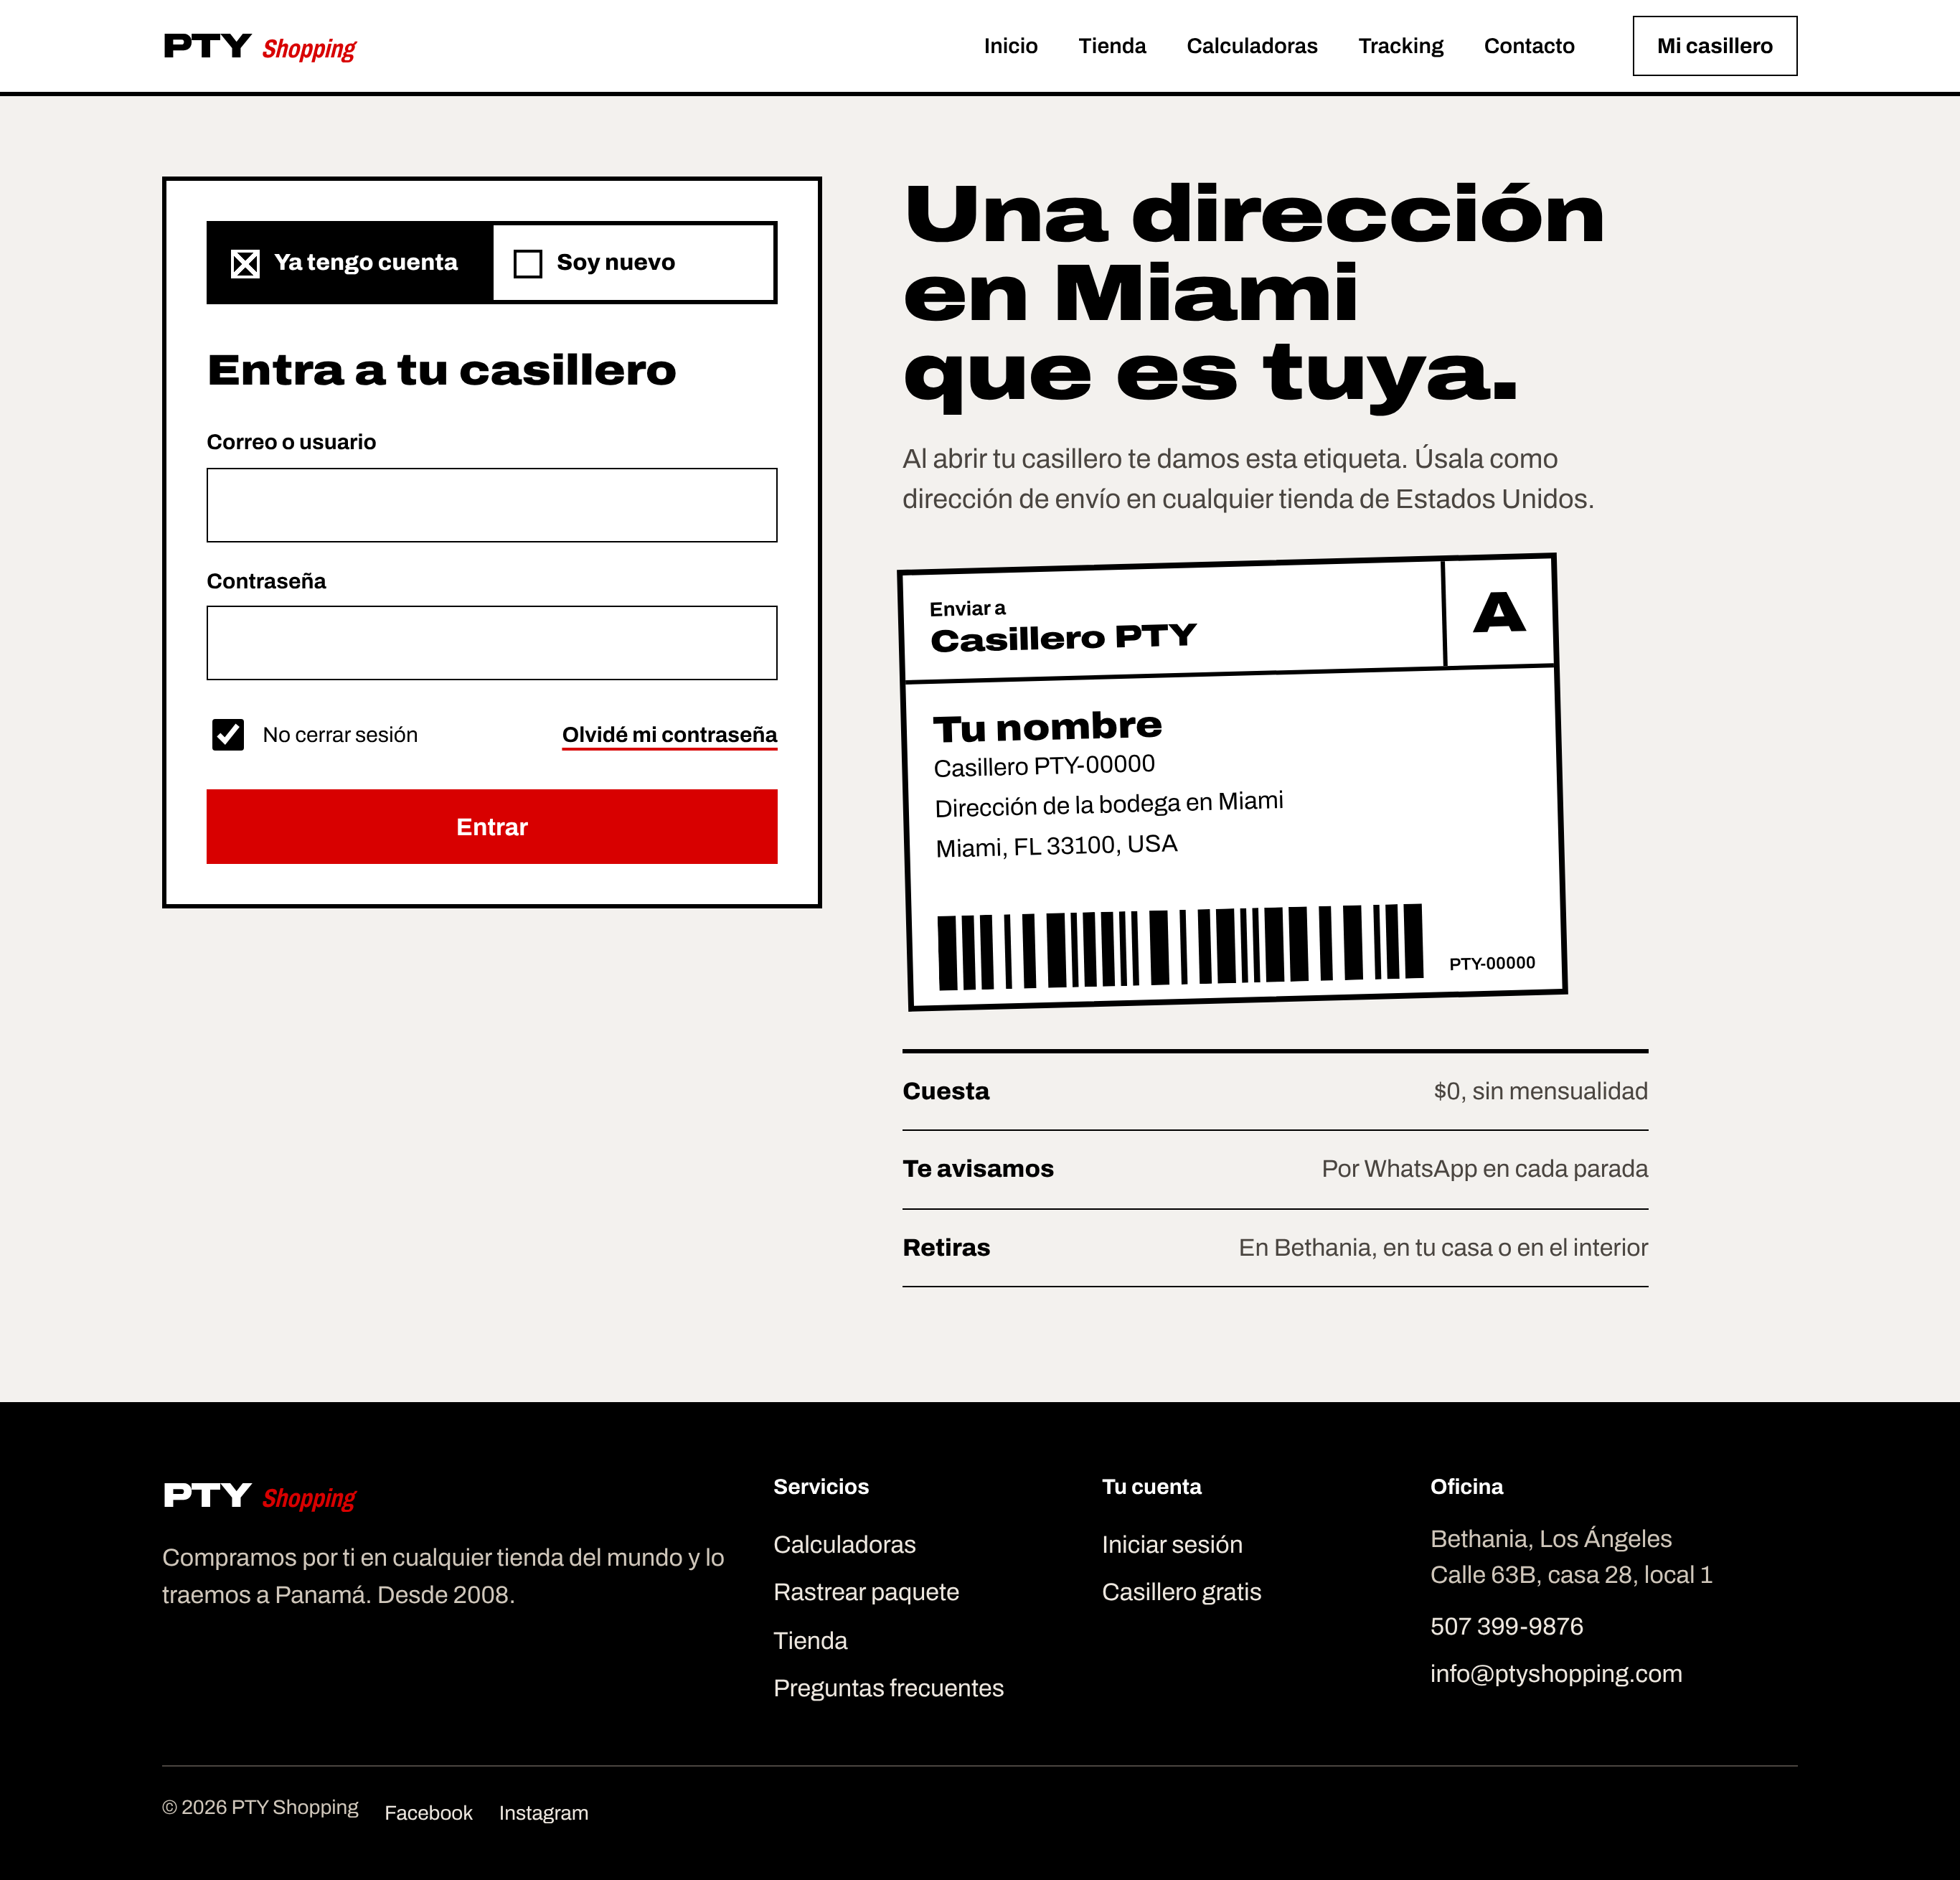 PTY Shopping
Inicio
Tienda
Calculadoras
Tracking
Contacto
Mi casillero
Ya tengo cuenta
Soy nuevo
Entra a tu casillero
Correo o usuario
Contraseña
No cerrar sesión
Olvidé mi contraseña
Entrar
Una dirección
en Miami
que es tuya.
Al abrir tu casillero te damos esta etiqueta. Úsala como
dirección de envío en cualquier tienda de Estados Unidos.
Enviar a
Casillero PTY
A
Tu nombre
Casillero PTY-00000
Dirección de la bodega en Miami
Miami, FL 33100, USA
PTY-00000
Cuesta
$0, sin mensualidad
Te avisamos
Por WhatsApp en cada parada
Retiras
En Bethania, en tu casa o en el interior
PTY Shopping
Compramos por ti en cualquier tienda del mundo y lo
traemos a Panamá. Desde 2008.
Servicios
Calculadoras
Rastrear paquete
Tienda
Preguntas frecuentes
Tu cuenta
Iniciar sesión
Casillero gratis
Oficina
Bethania, Los Ángeles
Calle 63B, casa 28, local 1
507 399-9876
info@ptyshopping.com
© 2026 PTY Shopping
Facebook
Instagram